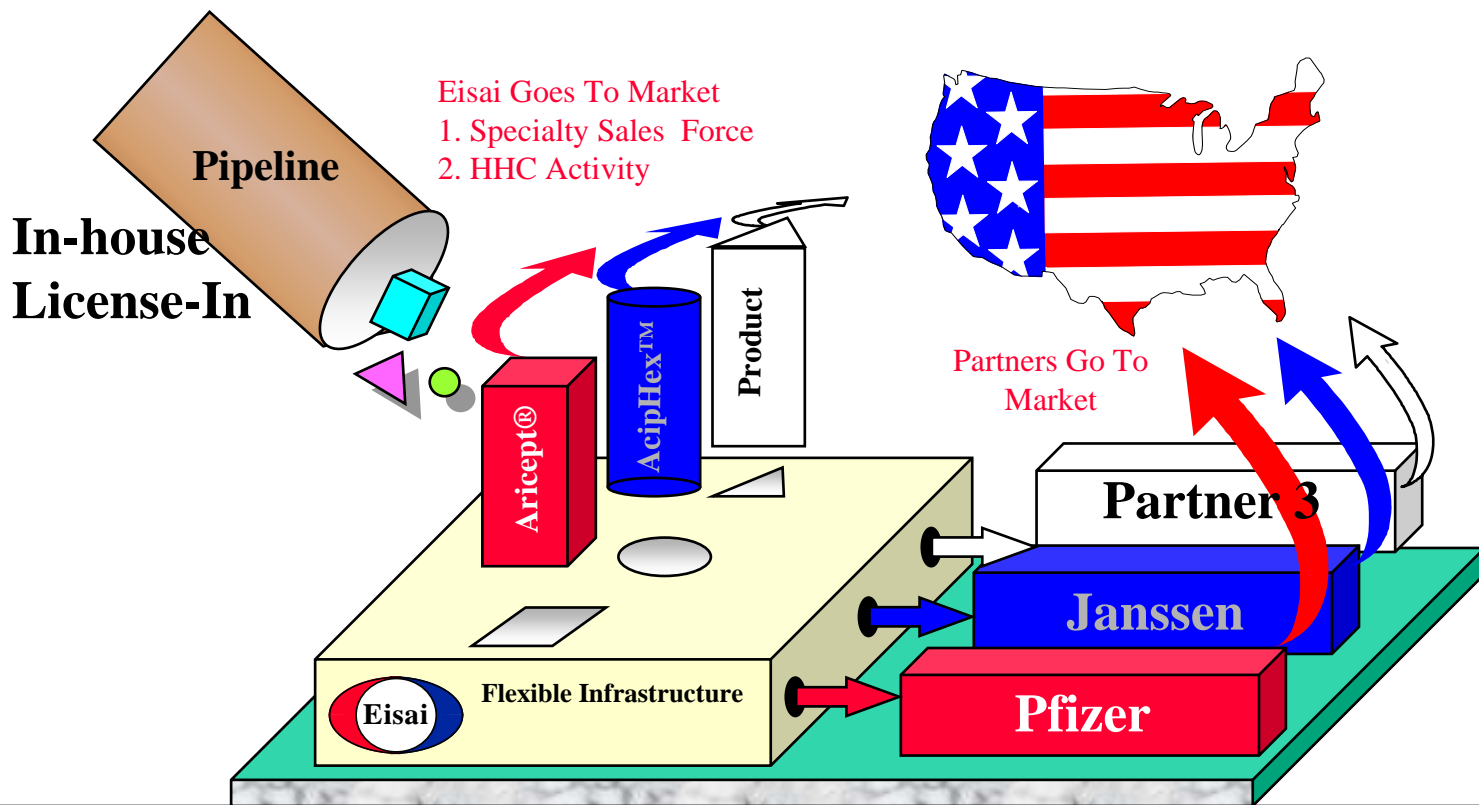 Eisai Goes To Market
1. Specialty Sales Force
2. HHC Activity
Pipeline
In-house
License-In
Aricept®
AcipHex™
Product
Partners Go To
Market
Partner 3
Janssen
Pfizer
Flexible Infrastructure
Eisai